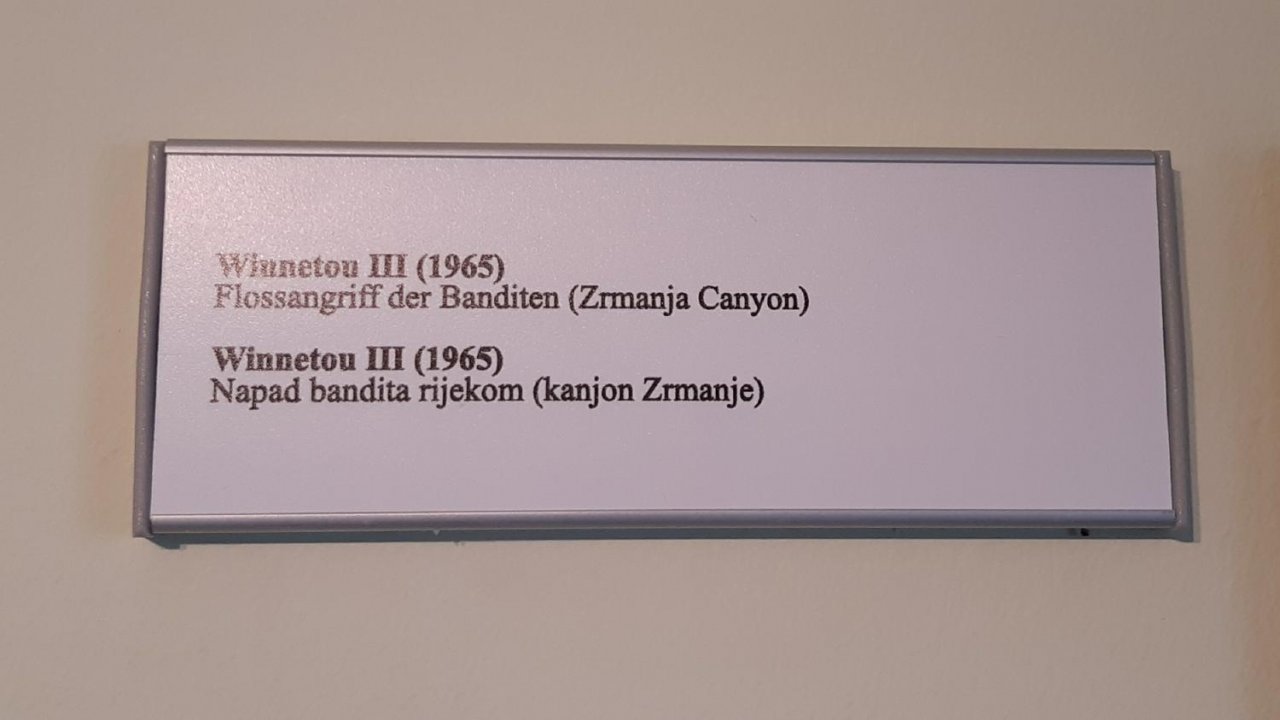 Winnetou III (1965)
Flossangriff der Banditen (Zrmanja Canyon)
Winnetou III (1965)
Napad bandita rijekom (kanjon Zrmanje)